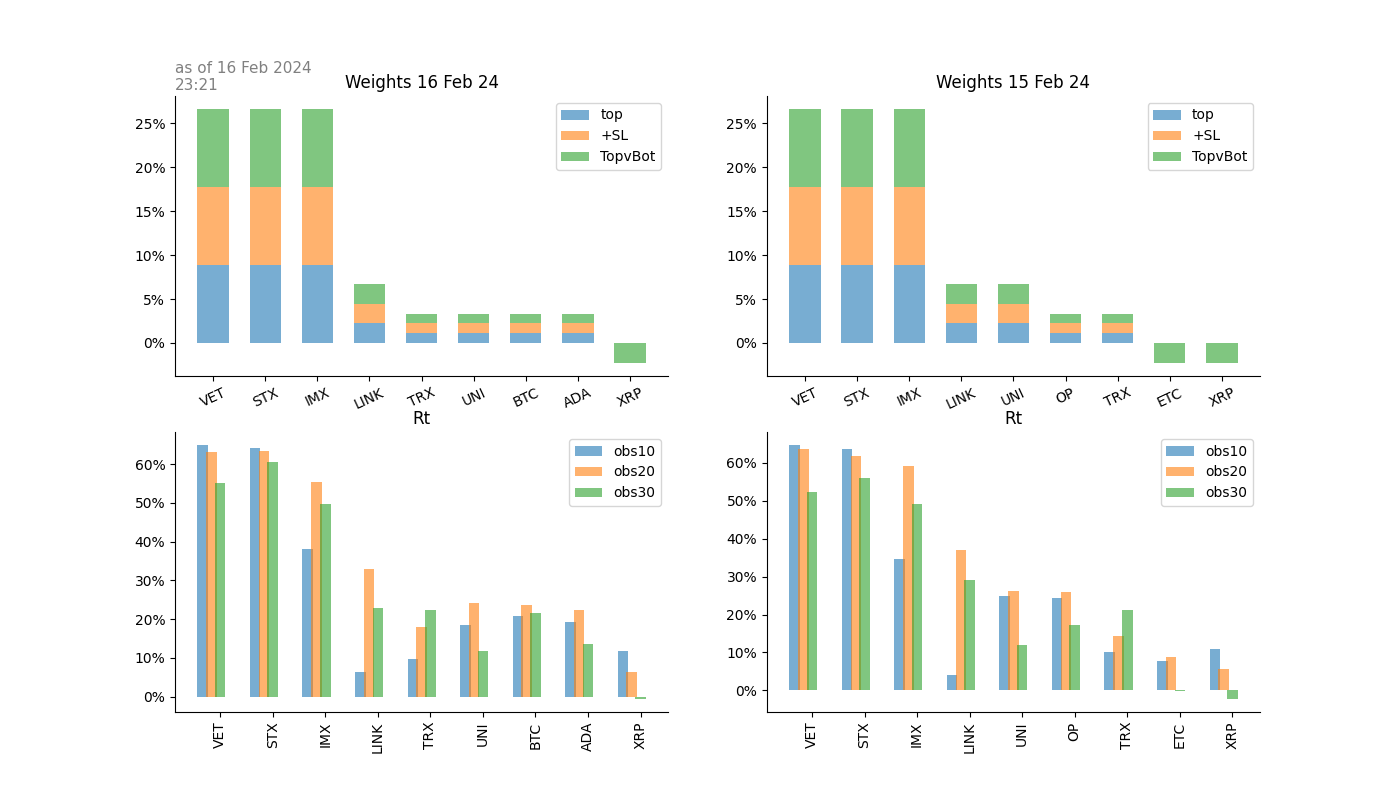 as of 16 Feb 2024
23:21
Weights 16 Feb 24
25%
20%
15%
10%
5%
0%
top
+SL
TopvBot
VET STX IMX LINK TRX UNI BTC ADA XRP
Weights 15 Feb 24
25%
20%
15%
10%
5%
0%
top
+SL
TopvBot
VET STX IMX LINK UNI OP TRX ETC XRP
Rt
60%
50%
40%
30%
20%
10%
0%
obs10
obs20
obs30
VET STX IMX LINK TRX UNI BTC ADA XRP
Rt
60%
50%
40%
30%
20%
10%
0%
obs10
obs20
obs30
VET STX IMX LINK UNI OP TRX ETC XRP